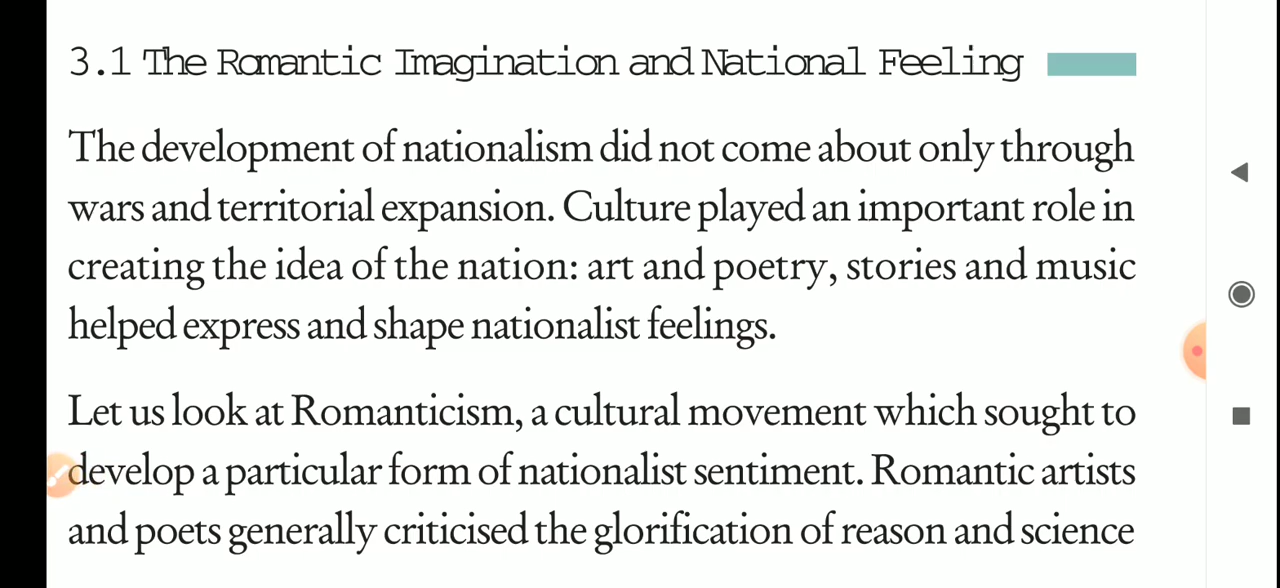 3.1 The Romantic Imagination and National Feeling
The development of nationalism did not come about only through
wars and territorial expansion. Culture played an important role in
creating the idea of the nation: art and poetry, stories and music
helped express and shape nationalist feelings.
Let us look at Romanticism, a cultural movement which sought to
develop a particular form of nationalist sentiment. Romantic artists
and poets generally criticised the glorification of reason and science